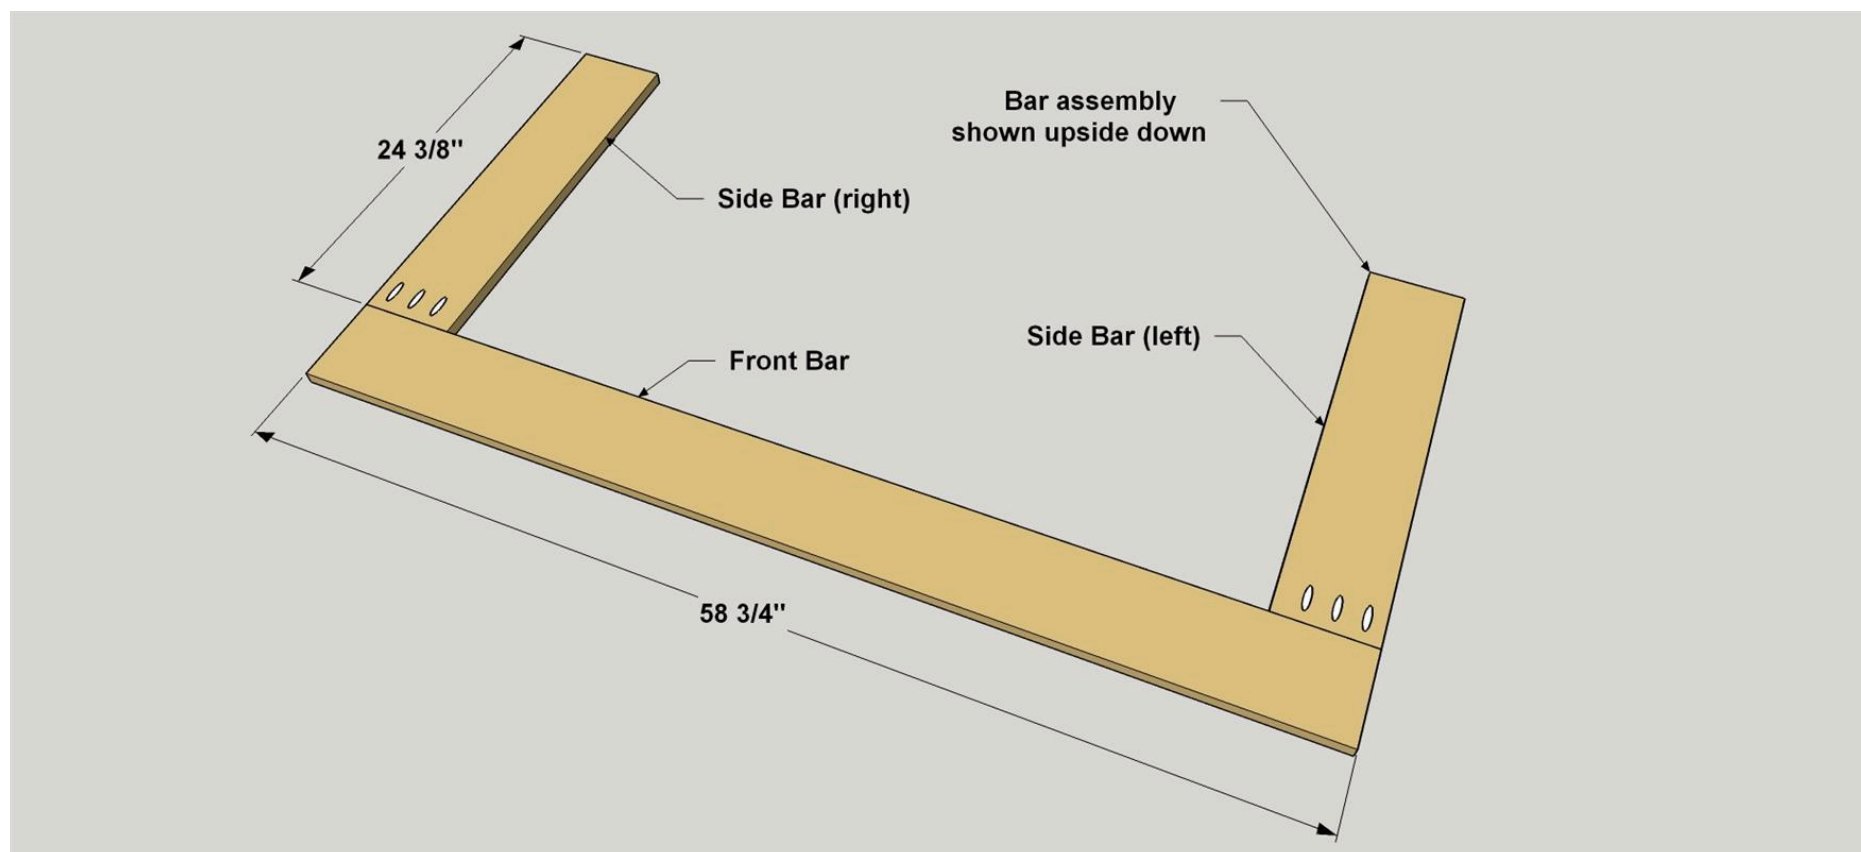 Bar assembly
shown upside down
24 3/8"
Side Bar (right)
Side Bar (left)
Front Bar
58 3/4"